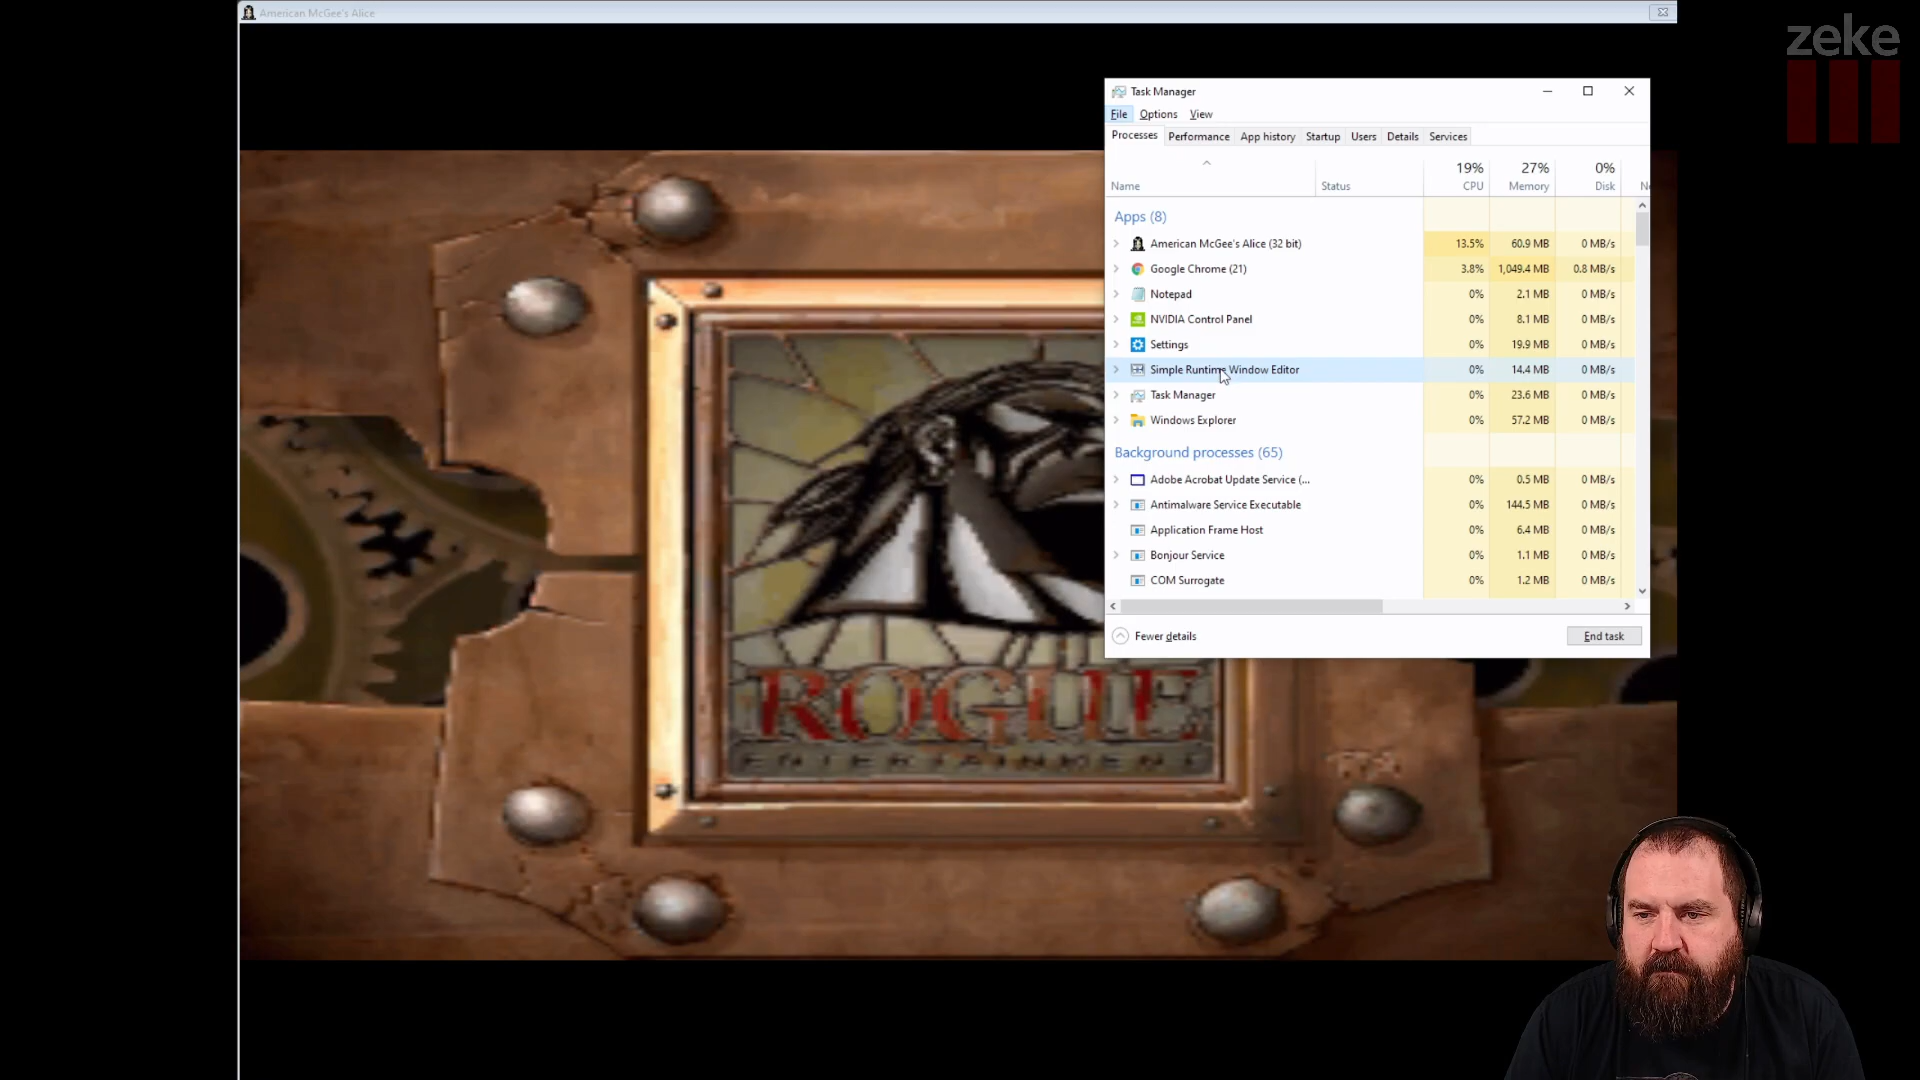 American McGee's Alice
zeke
Task Manager
File Options View
Processes Performance App history Startup Users Details Services
19% 27% 0%
Name Status CPU Memory Disk
Apps (8)
American McGee's Alice (32 bit) 13.5% 60.9 MB 0 MB/s
Google Chrome (21) 3.8% 1,049.4 MB 0.8 MB/s
Notepad 0% 2.1 MB 0 MB/s
NVIDIA Control Panel 0% 8.1 MB 0 MB/s
Settings 0% 19.9 MB 0 MB/s
Simple Runtime Window Editor 0% 14.4 MB 0 MB/s
Task Manager 0% 23.6 MB 0 MB/s
Windows Explorer 0% 57.2 MB 0 MB/s
Background processes (65)
Adobe Acrobat Update Service (... 0% 0.5 MB 0 MB/s
Antimalware Service Executable 0% 144.5 MB 0 MB/s
Application Frame Host 0% 6.4 MB 0 MB/s
Bonjour Service 0% 1.1 MB 0 MB/s
COM Surrogate 0% 1.2 MB 0 MB/s
Fewer details End task
ROGUE
ENTERTAINMENT
TM